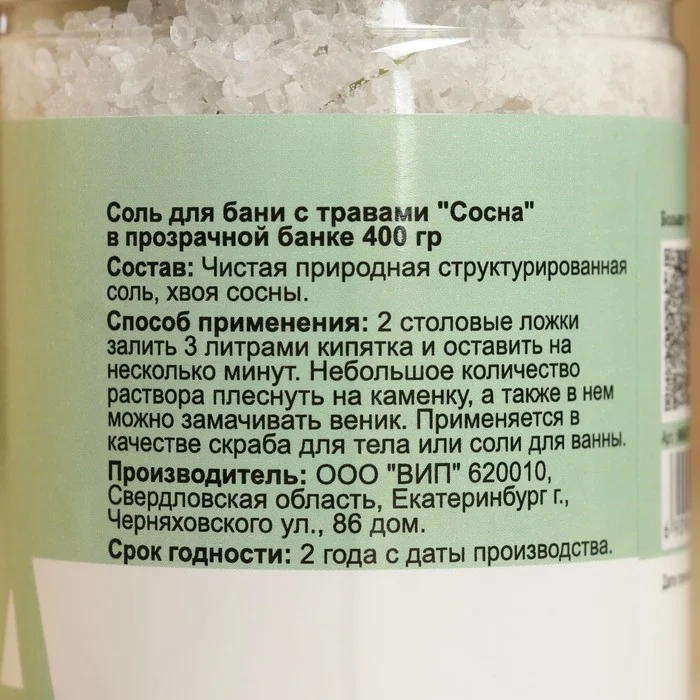 Соль для бани с травами "Сосна"
в прозрачной банке 400 гр
Состав: Чистая природная структурированная
соль, хвоя сосны.
Способ применения: 2 столовые ложки
залить 3 литрами кипятка и оставить на
несколько минут. Небольшое количество
раствора плеснуть на каменку, а также в нем
можно замачивать веник. Применяется в
качестве скраба для тела или соли для ванны.
Производитель: ООО "ВИП" 620010,
Свердловская область, Екатеринбург г.,
Черняховского ул., 86 дом.
Срок годности: 2 года с даты производства.